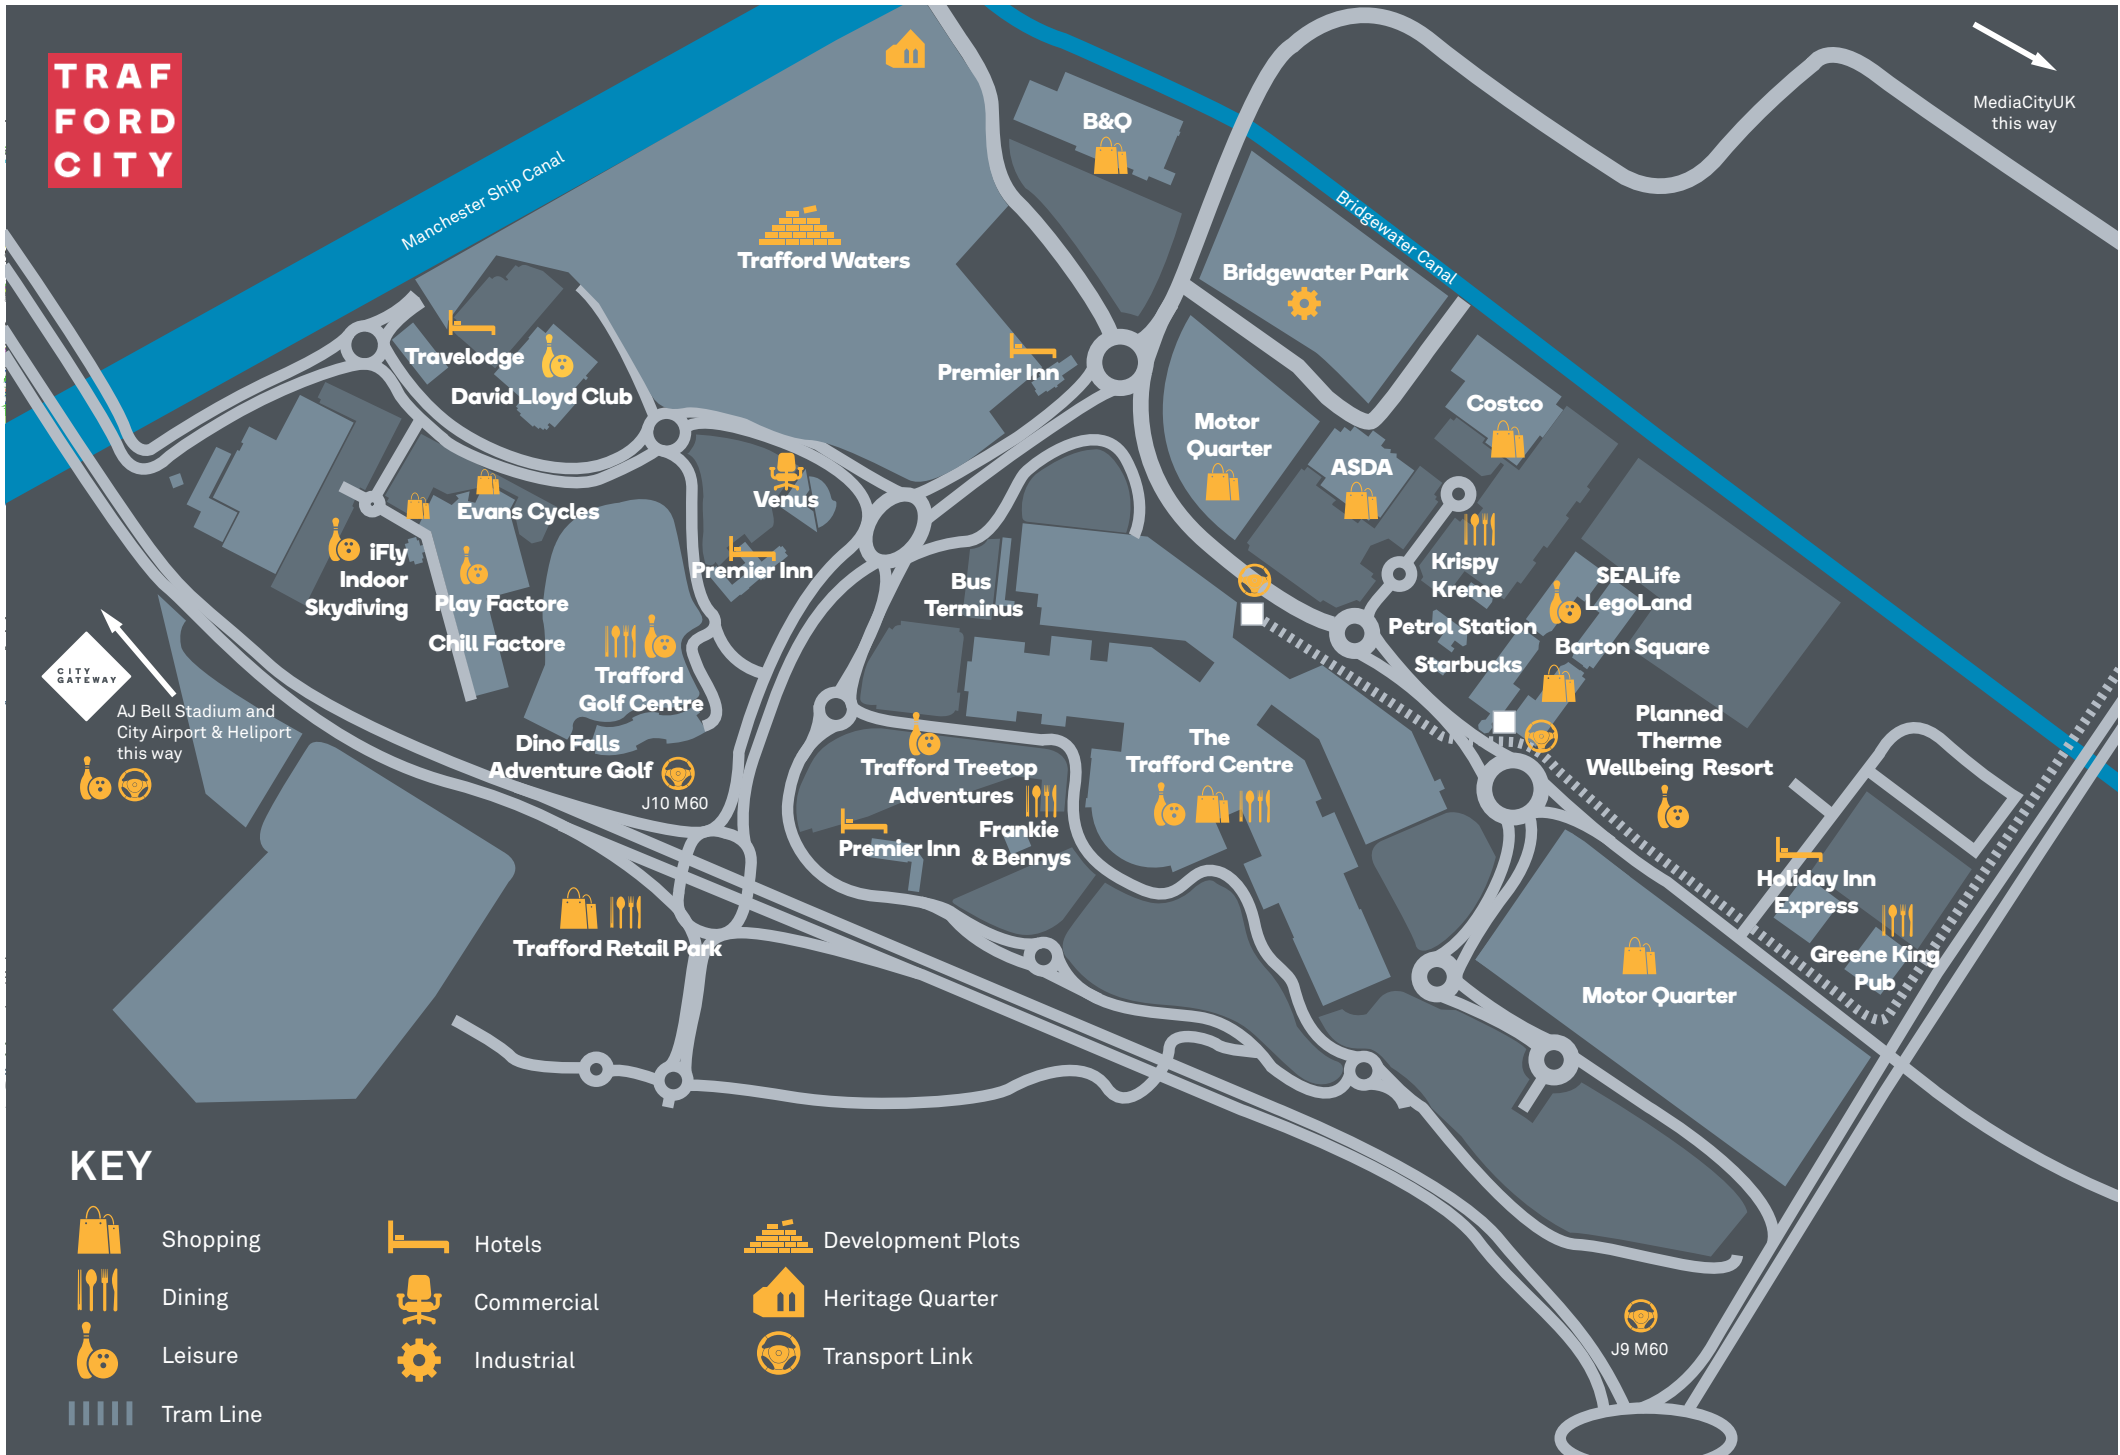 TRAF
FORD
CITY
MediaCityUK
this way
Manchester Ship Canal
Bridgewater Canal
B&Q
Trafford Waters
Bridgewater Park
Travelodge
David Lloyd Club
Premier Inn
Motor
Quarter
Costco
ASDA
Venus
Evans Cycles
iFly
Indoor
Skydiving
Play Factore
Chill Factore
Premier Inn
Bus
Terminus
Krispy
Kreme
SEALife
LegoLand
Petrol Station
Barton Square
Starbucks
CITY
GATEWAY
AJ Bell Stadium and
City Airport & Heliport
this way
Trafford
Golf Centre
Dino Falls
Adventure Golf
J10 M60
Trafford Treetop
Adventures
The
Trafford Centre
Planned
Therme
Wellbeing Resort
Premier Inn
Frankie
& Bennys
Holiday Inn
Express
Trafford Retail Park
Motor Quarter
Greene King
Pub
KEY
Shopping
Hotels
Development Plots
Dining
Commercial
Heritage Quarter
Leisure
Industrial
Transport Link
Tram Line
J9 M60